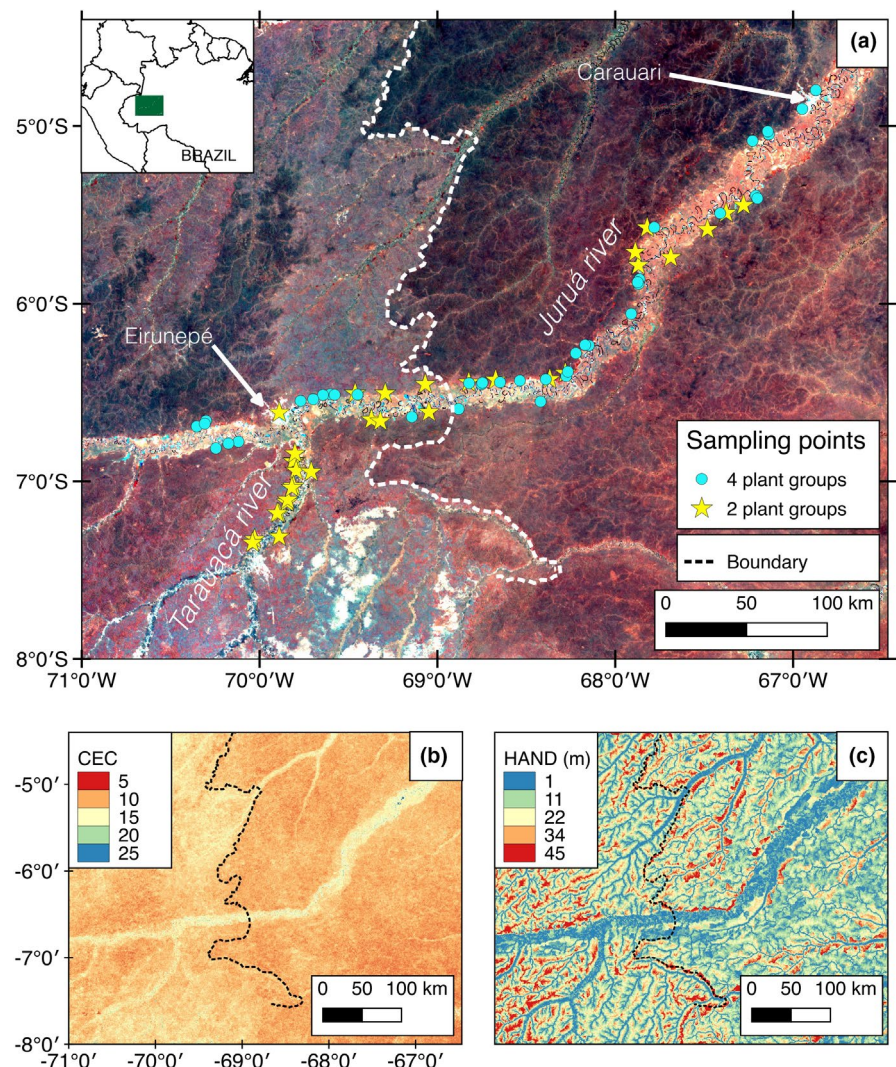 (a)
BRAZIL
Carauari
5°0'S
Juruá river
6°0'S
Eirunepé
7°0'S
Tarauacá river
Sampling points
4 plant groups
2 plant groups
Boundary
0 50 100 km
8°0'S
71°0'W 70°0'W 69°0'W 68°0'W 67°0'W
CEC
5
10
15
20
25
(b)
-5°0′
-6°0′
-7°0′
-8°0′
0 50 100 km
-71°0′ -70°0′ -69°0′ -68°0′ -67°0′
HAND (m)
1
11
22
34
45
(c)
0 50 100 km